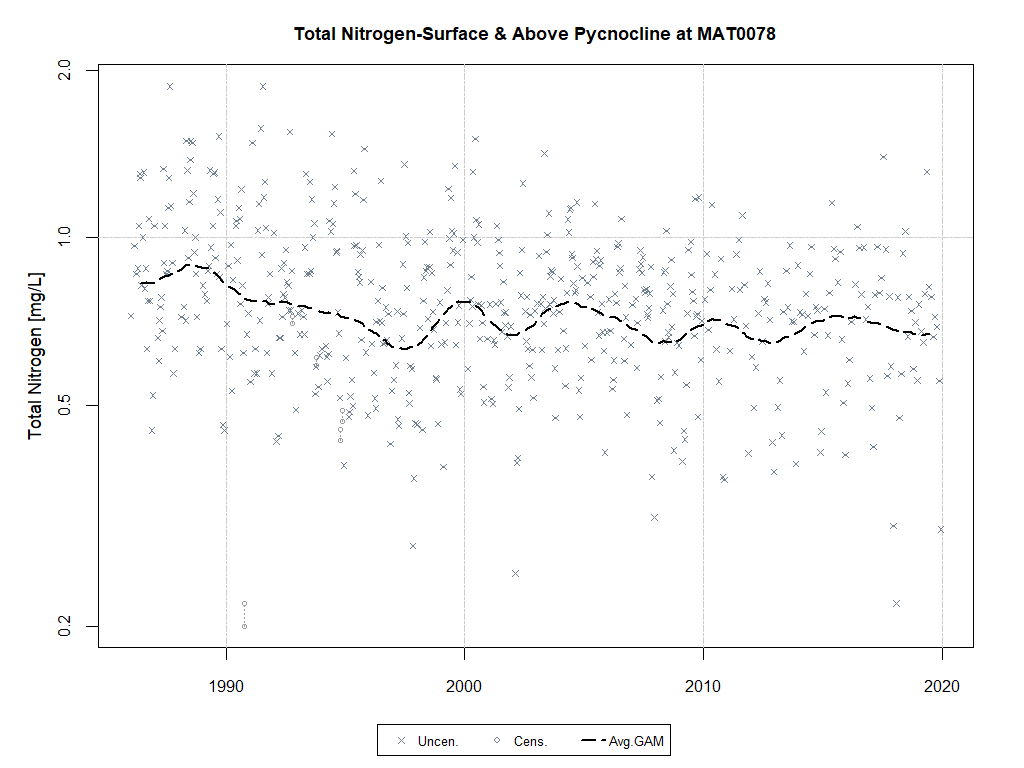 Total Nitrogen-Surface & Above Pycnocline at MAT0078
Total Nitrogen [mg/L]
2.0
1.0
0.5
0.2
1990 2000 2010 2020
Uncen. Cens. Avg.GAM